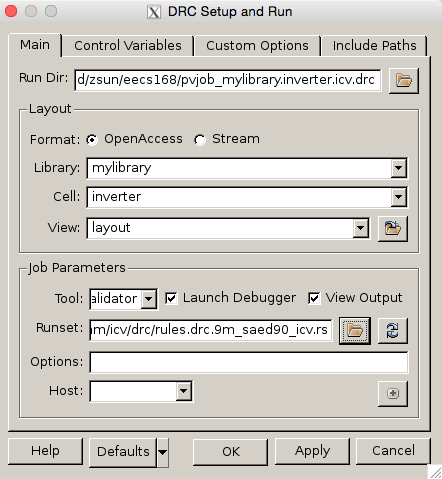 X DRC Setup and Run
Main Control Variables Custom Options Include Paths
Run Dir: d/zsun/eecs168/pvjob_mylibrary.inverter.icv.drc
Layout
Format: OpenAccess Stream
Library: mylibrary
Cell: inverter
View: layout
Job Parameters
Tool: alidator Launch Debugger View Output
Runset: ım/icv/drc/rules.drc.9m_saed90_icv.rs
Options:
Host:
Help Defaults OK Apply Cancel